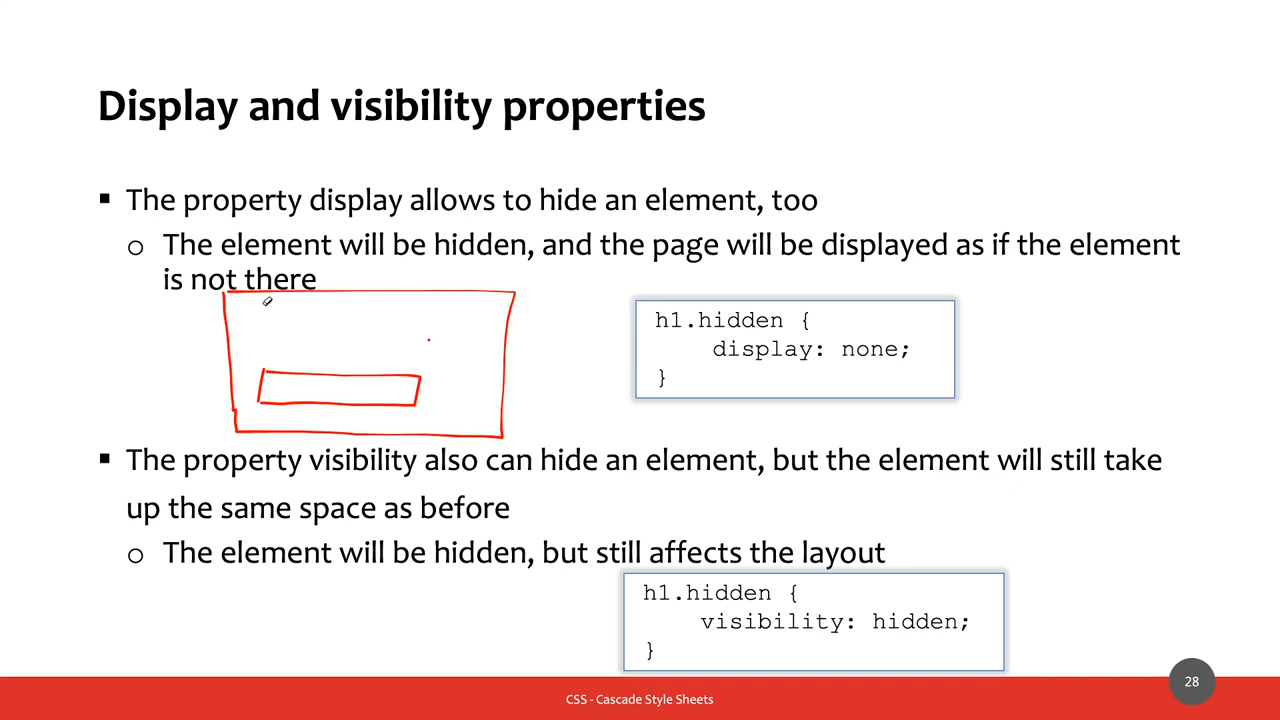 Display and visibility properties
▪ The property display allows to hide an element, too
o The element will be hidden, and the page will be displayed as if the element
is not there
h1.hidden {
display: none;
}
▪ The property visibility also can hide an element, but the element will still take
up the same space as before
o The element will be hidden, but still affects the layout
h1.hidden {
visibility: hidden;
}
28
CSS - Cascade Style Sheets